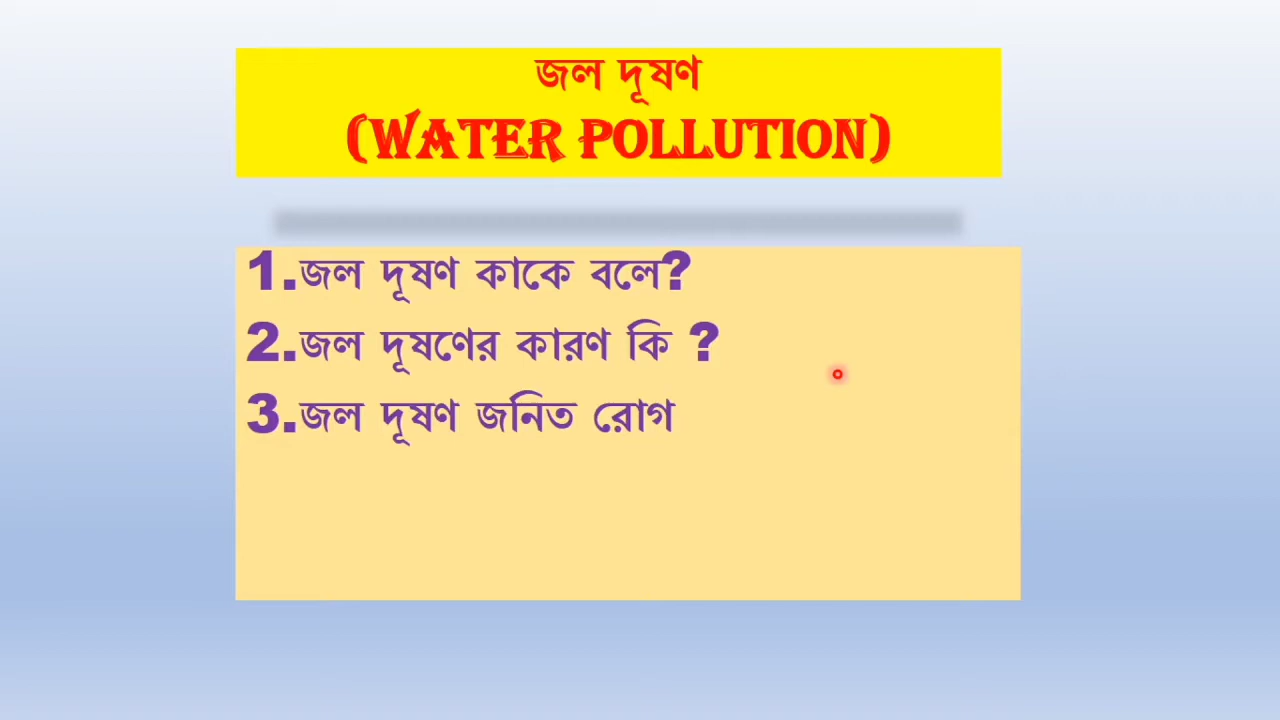 জল দূষণ
(WATER POLLUTION)
1.জল দূষণ কাকে বলে?
2.জল দূষণের কারণ কি ?
3.জল দূষণ জনিত রোগ